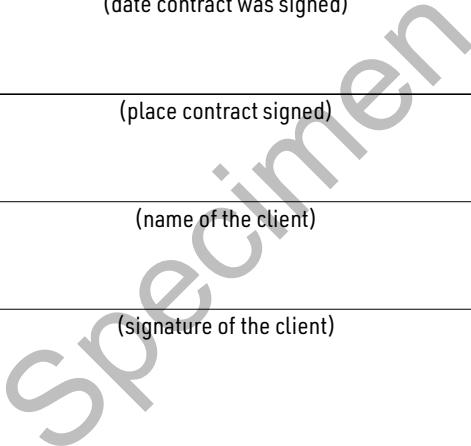 (date contract was signed)
(place contract signed)
(name of the client)
(signature of the client)
Specimen